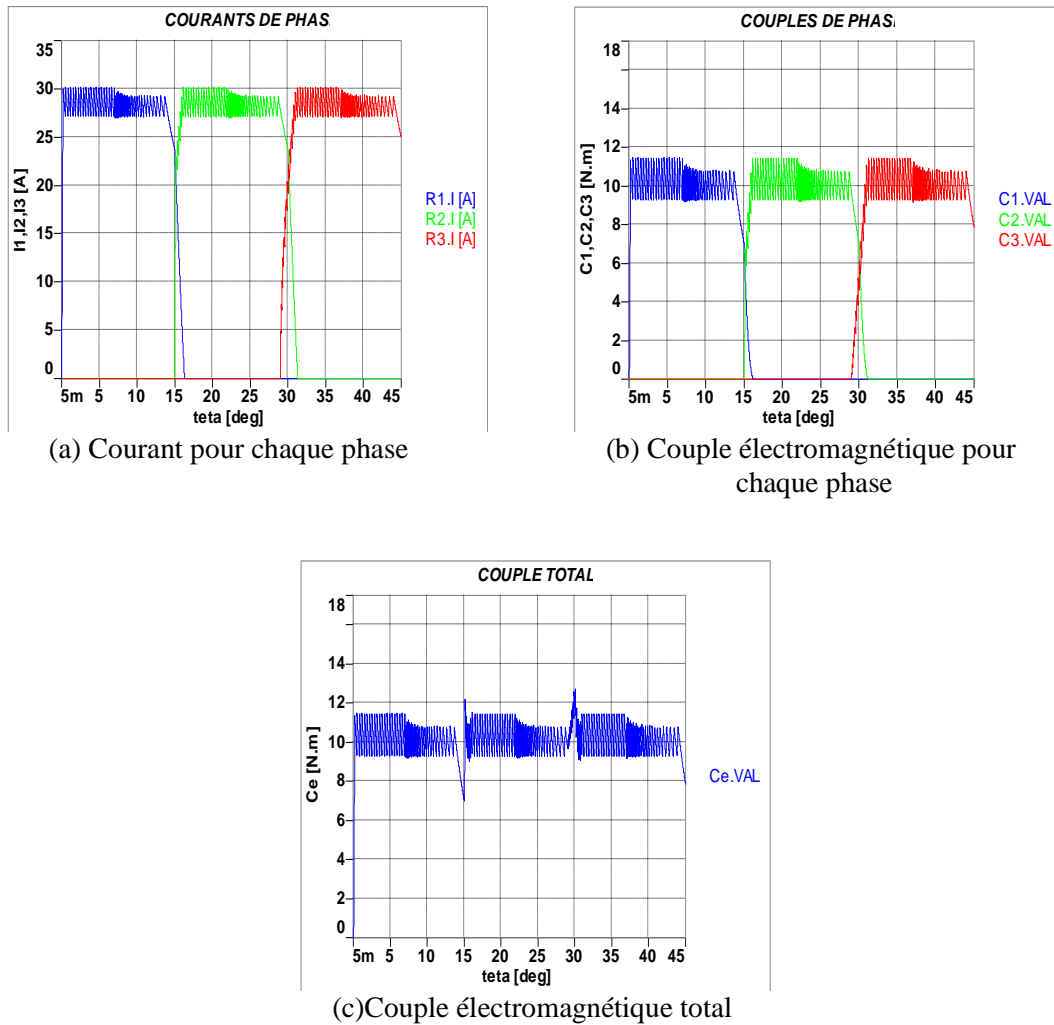 COURANTS DE PHAS
35
30
25
20
15
10
5
0
I1,I2,I3 [A]
5m 5 10 15 20 25 30 35 40 45
teta [deg]
R1.I [A]
R2.I [A]
R3.I [A]
(a) Courant pour chaque phase
COUPLES DE PHAS
18
14
12
10
8
6
4
2
0
C1,C2,C3 [N.m]
5m 5 10 15 20 25 30 35 40 45
teta [deg]
C1.VAL
C2.VAL
C3.VAL
(b) Couple électromagnétique pour
chaque phase
COUPLE TOTAL
18
14
12
10
8
6
4
2
0
Ce [N.m]
5m 5 10 15 20 25 30 35 40 45
teta [deg]
Ce.VAL
(c)Couple électromagnétique total